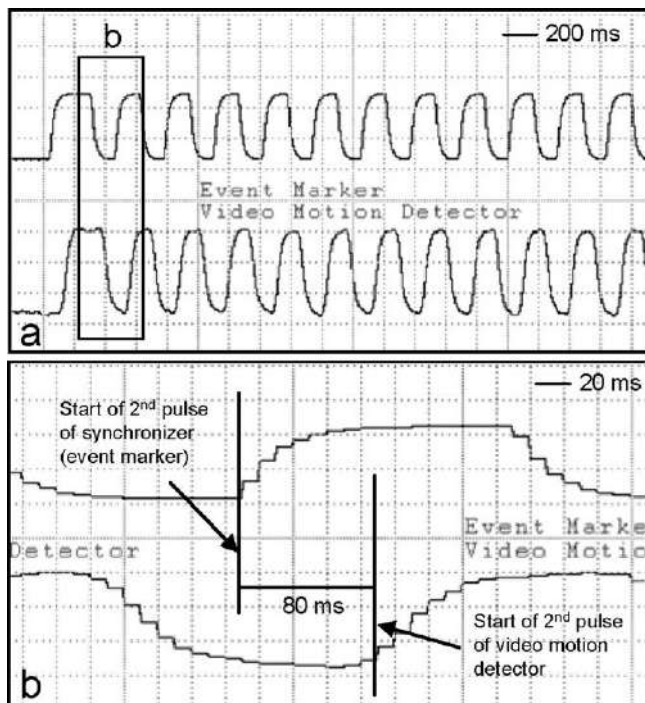 b
200 ms
Event Marker
Video Motion Detector
a
20 ms
Start of 2nd pulse
of synchronizer
(event marker)
Event Marke
Detector
Video Motio
80 ms
Start of 2nd pulse
of video motion
detector
b